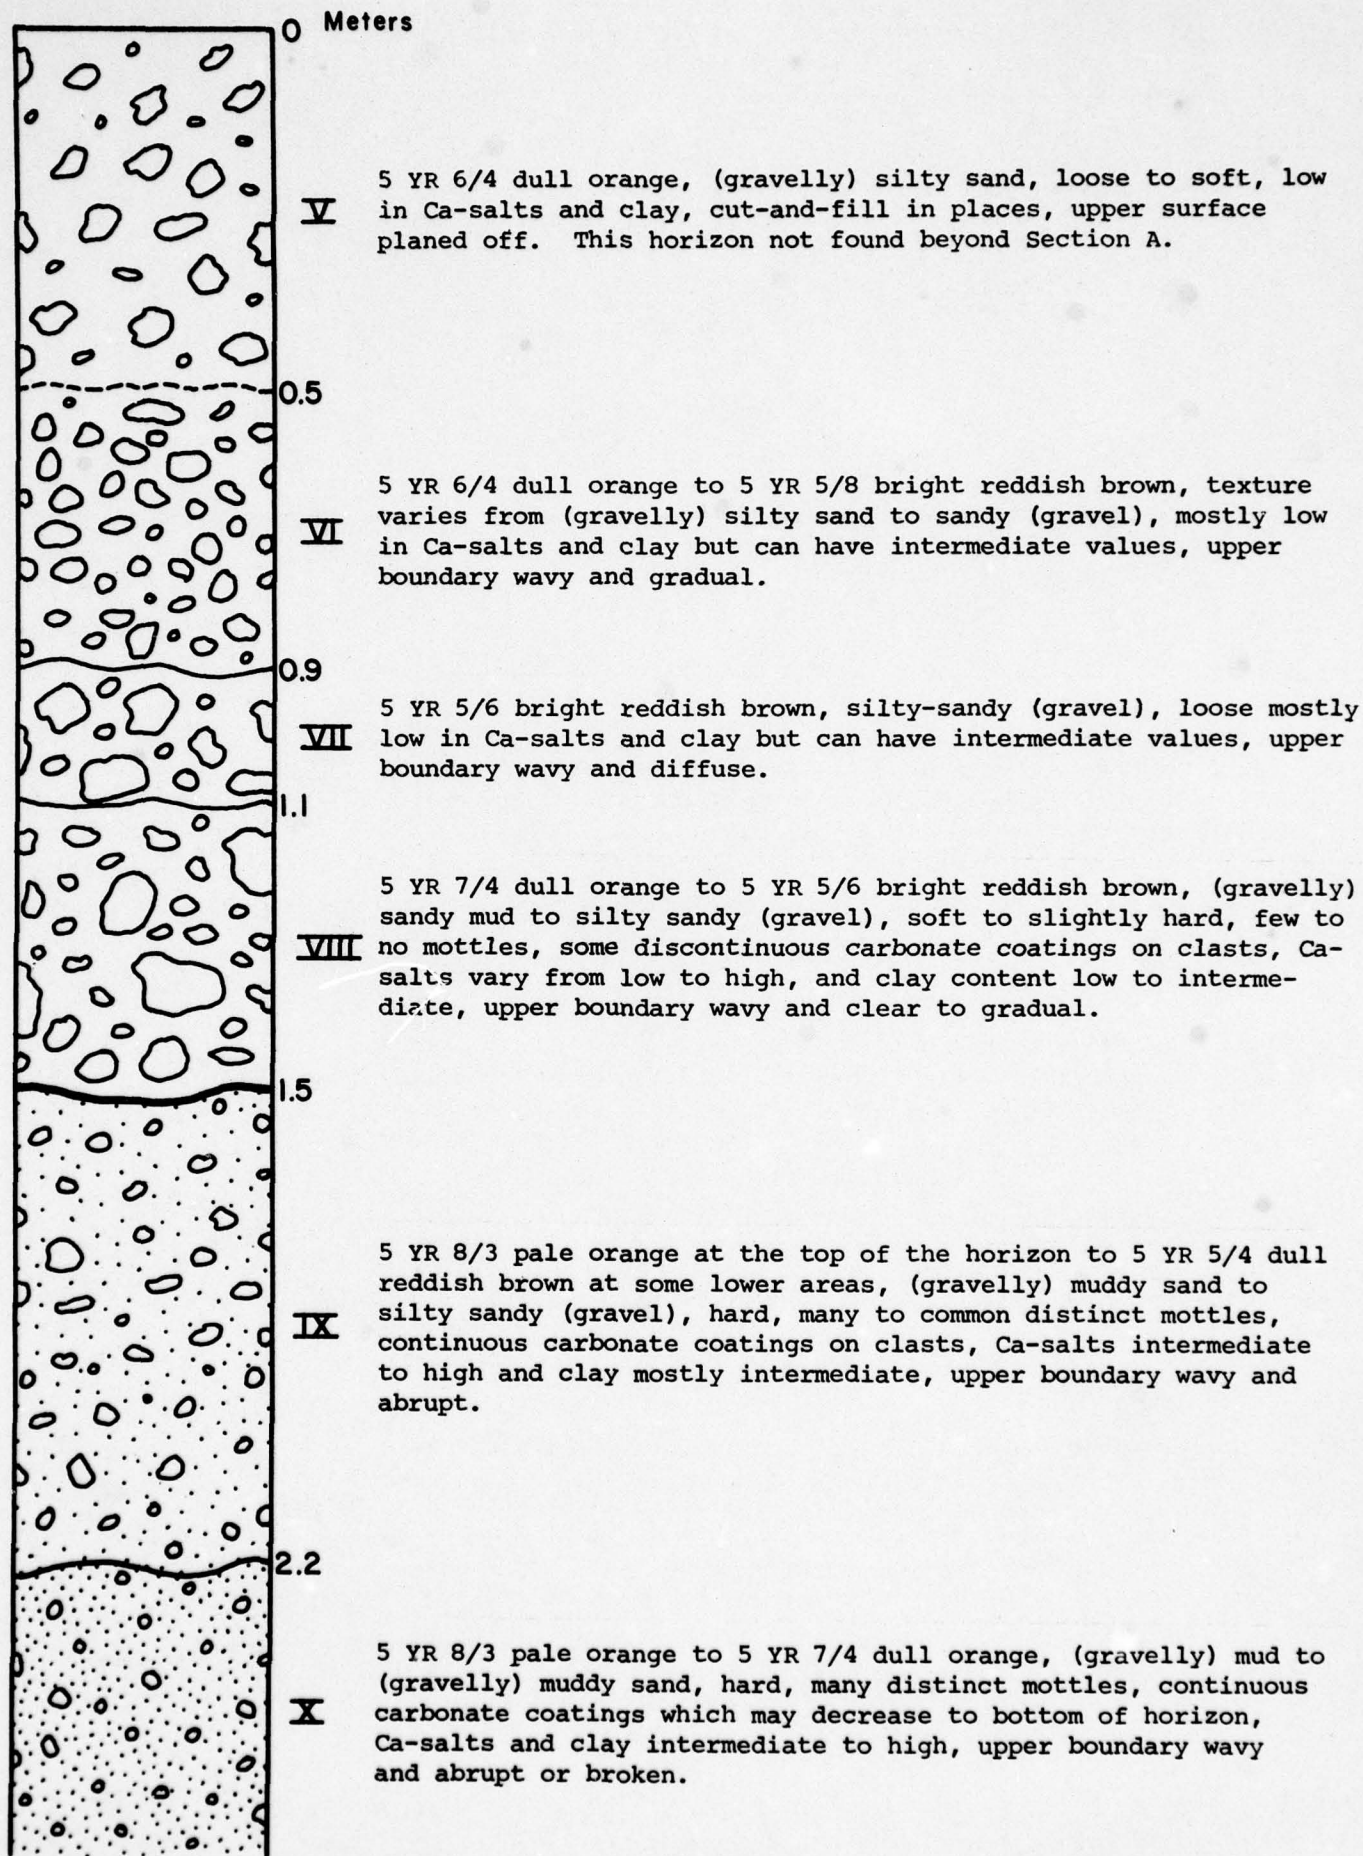 0 Meters
V
5 YR 6/4 dull orange, (gravelly) silty sand, loose to soft, low
in Ca-salts and clay, cut-and-fill in places, upper surface
planed off. This horizon not found beyond Section A.
0.5
VI
5 YR 6/4 dull orange to 5 YR 5/8 bright reddish brown, texture
varies from (gravelly) silty sand to sandy (gravel), mostly low
in Ca-salts and clay but can have intermediate values, upper
boundary wavy and gradual.
0.9
VII
5 YR 5/6 bright reddish brown, silty-sandy (gravel), loose mostly
low in Ca-salts and clay but can have intermediate values, upper
boundary wavy and diffuse.
1.1
VIII
5 YR 7/4 dull orange to 5 YR 5/6 bright reddish brown, (gravelly)
sandy mud to silty sandy (gravel), soft to slightly hard, few to
no mottles, some discontinuous carbonate coatings on clasts, Ca-
salts vary from low to high, and clay content low to interme-
diate, upper boundary wavy and clear to gradual.
1.5
IX
5 YR 8/3 pale orange at the top of the horizon to 5 YR 5/4 dull
reddish brown at some lower areas, (gravelly) muddy sand to
silty sandy (gravel), hard, many to common distinct mottles,
continuous carbonate coatings on clasts, Ca-salts intermediate
to high and clay mostly intermediate, upper boundary wavy and
abrupt.
2.2
X
5 YR 8/3 pale orange to 5 YR 7/4 dull orange, (gravelly) mud to
(gravelly) muddy sand, hard, many distinct mottles, continuous
carbonate coatings which may decrease to bottom of horizon,
Ca-salts and clay intermediate to high, upper boundary wavy
and abrupt or broken.